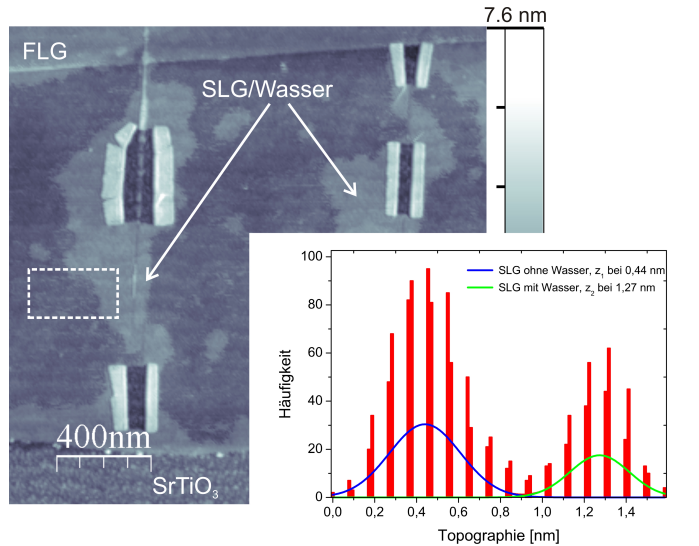 7.6 nm
FLG
SLG/Wasser
400nm
SrTiO₃
100
80
60
40
20
0
Häufigkeit
SLG ohne Wasser, z₁ bei 0,44 nm
SLG mit Wasser, z₂ bei 1,27 nm
0,0 0,2 0,4 0,6 0,8 1,0 1,2 1,4
Topographie [nm]